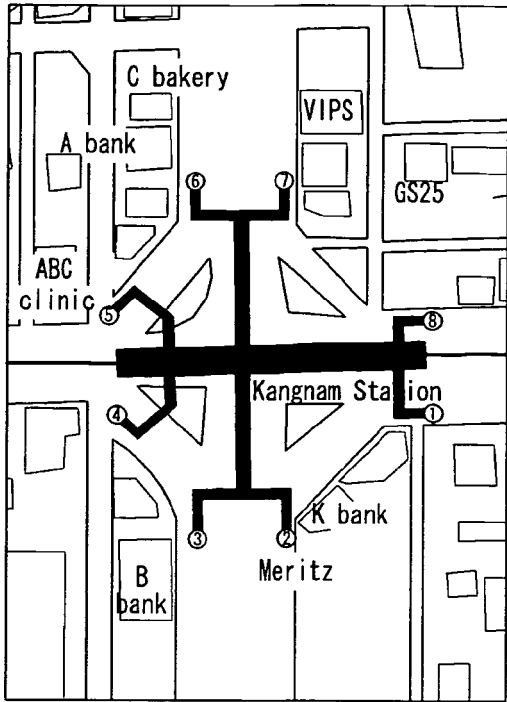 C bakery
VIPS
A bank
⑥
⑦
GS25
ABC
clinic
⑤
⑧
Kangnam Station
④
①
K bank
③
②
Meritz
B
bank